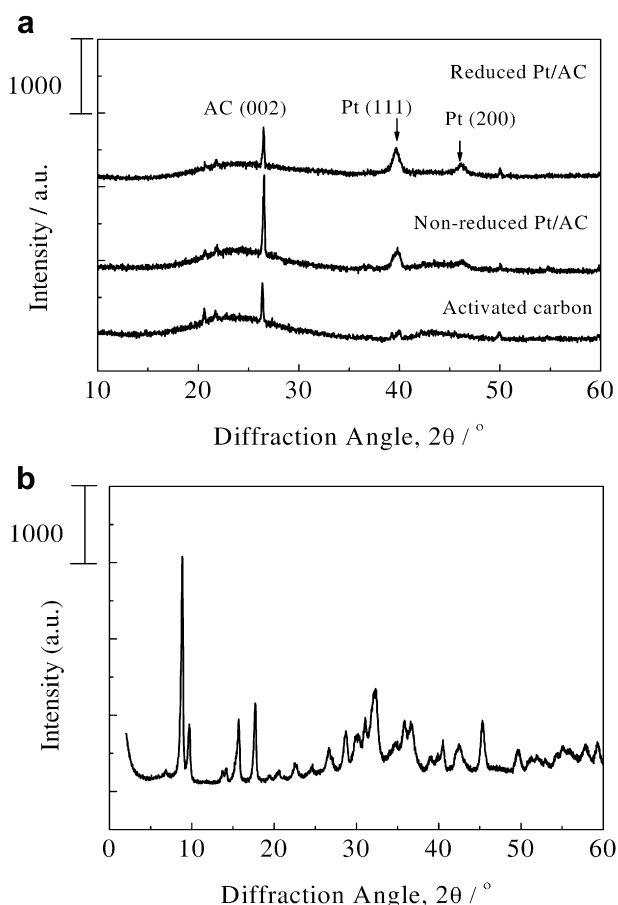 a
1000
Reduced Pt/AC
AC (002)
Pt (111)
Pt (200)
Non-reduced Pt/AC
Activated carbon
Intensity / a.u.
10 20 30 40 50 60
Diffraction Angle, 2θ / °
b
1000
Intensity (a.u.)
0 10 20 30 40 50 60
Diffraction Angle, 2θ / °